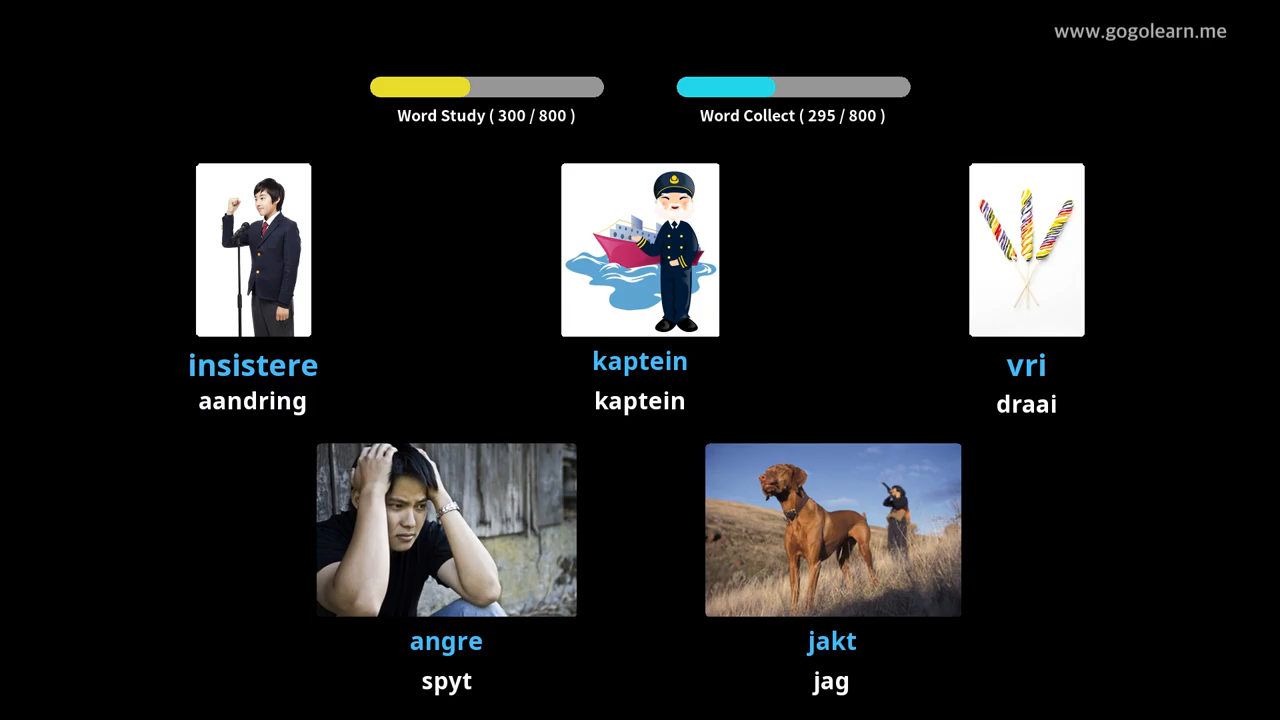 www.gogolearn.me
Word Study ( 300 / 800 )
Word Collect ( 295 / 800 )
insistere
aandring
kaptein
kaptein
vri
draai
angre
spyt
jakt
jag